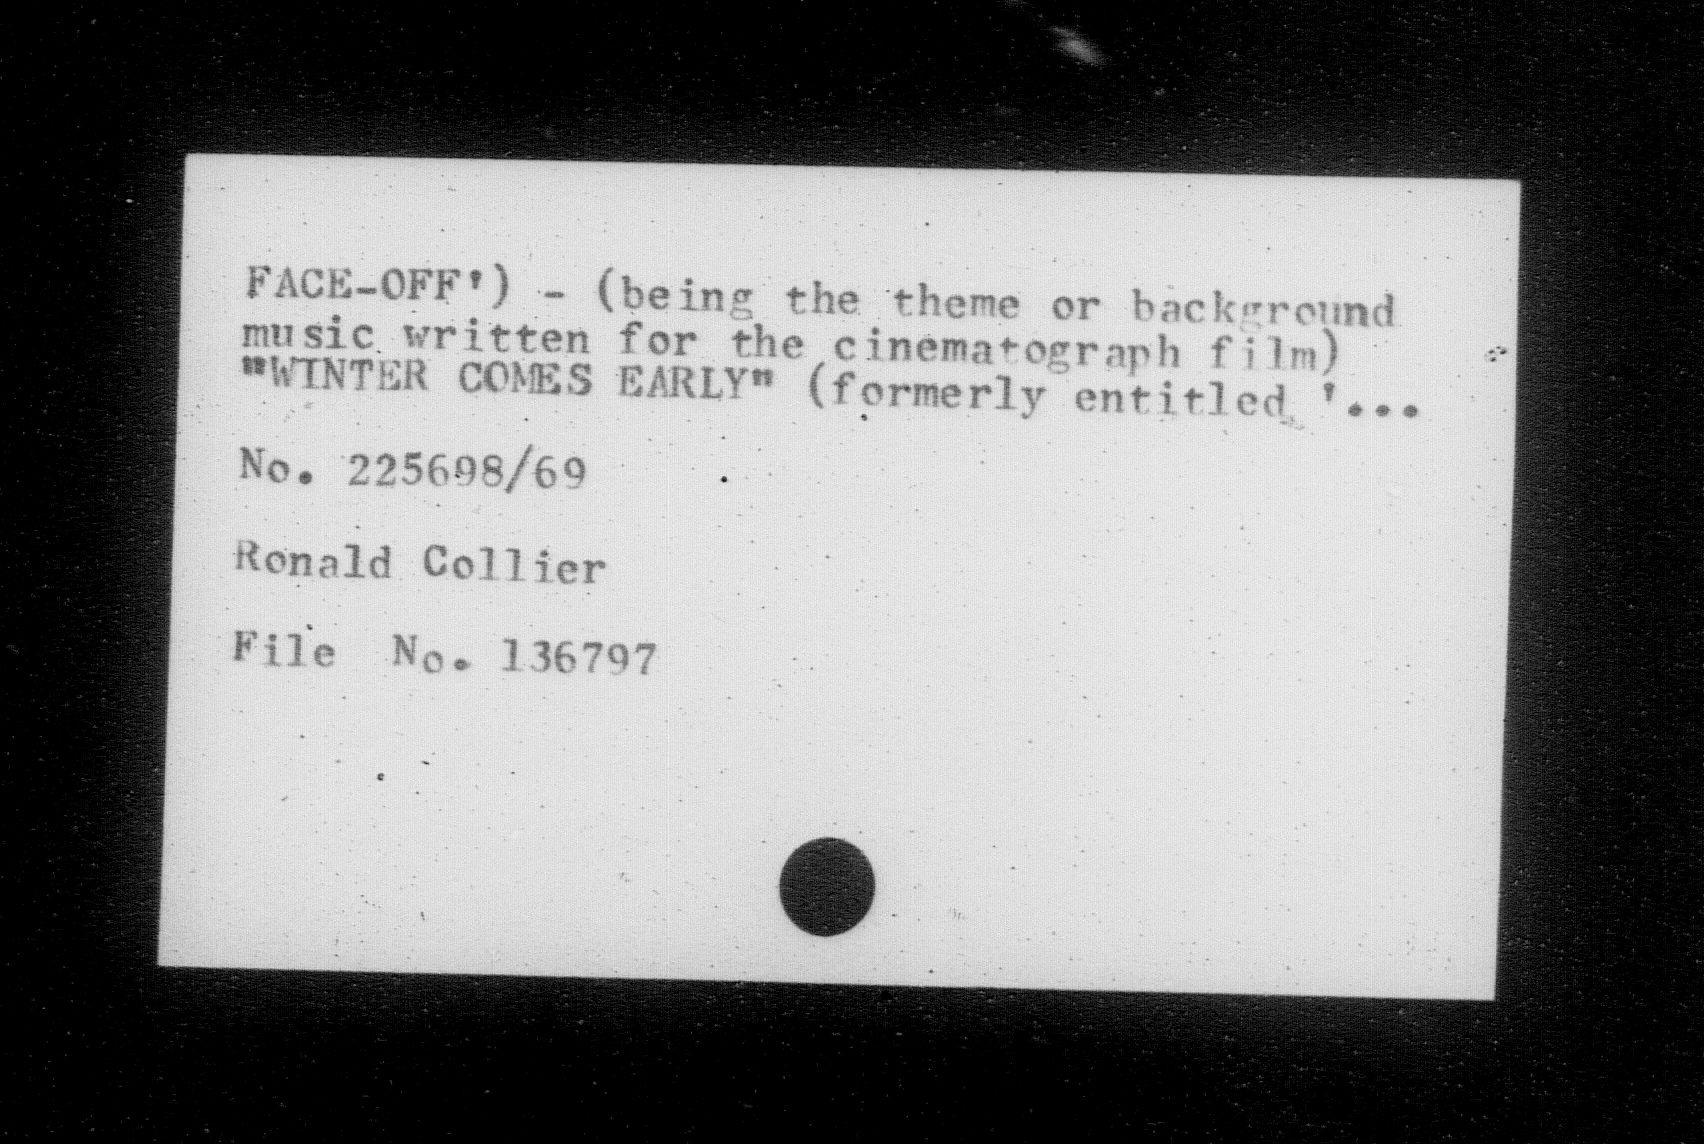 FACE-OFF') - (being the theme or background
music written for the cinematograph film)
"WINTER COMES EARLY" (formerly entitled '...
No. 225698/69
Ronald Collier
File No. 136797